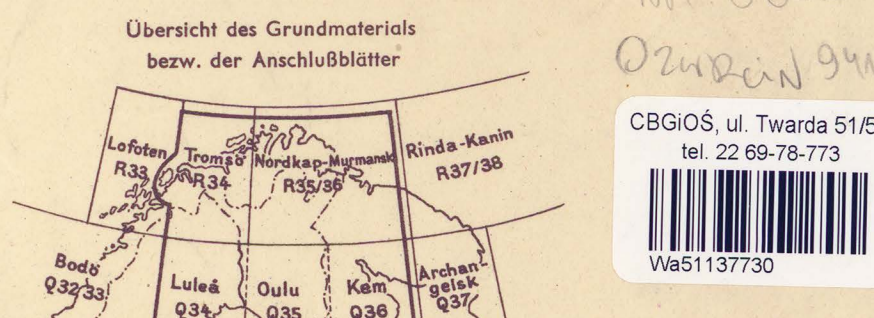 Übersicht des Grundmaterials
bezw. der Anschlußblätter
CBGiOŚ, ul. Twarda 51/5
tel. 22 69-78-773
Wa51137730
Lofoten
R33
Tromsö
R34
Nordkap-Murmansk
R35/36
Rinda-Kanin
R37/38
Bodö
Q32/33
Luleå
Q34
Oulu
Q35
Kem
Q36
Archan-
gelsk
Q37